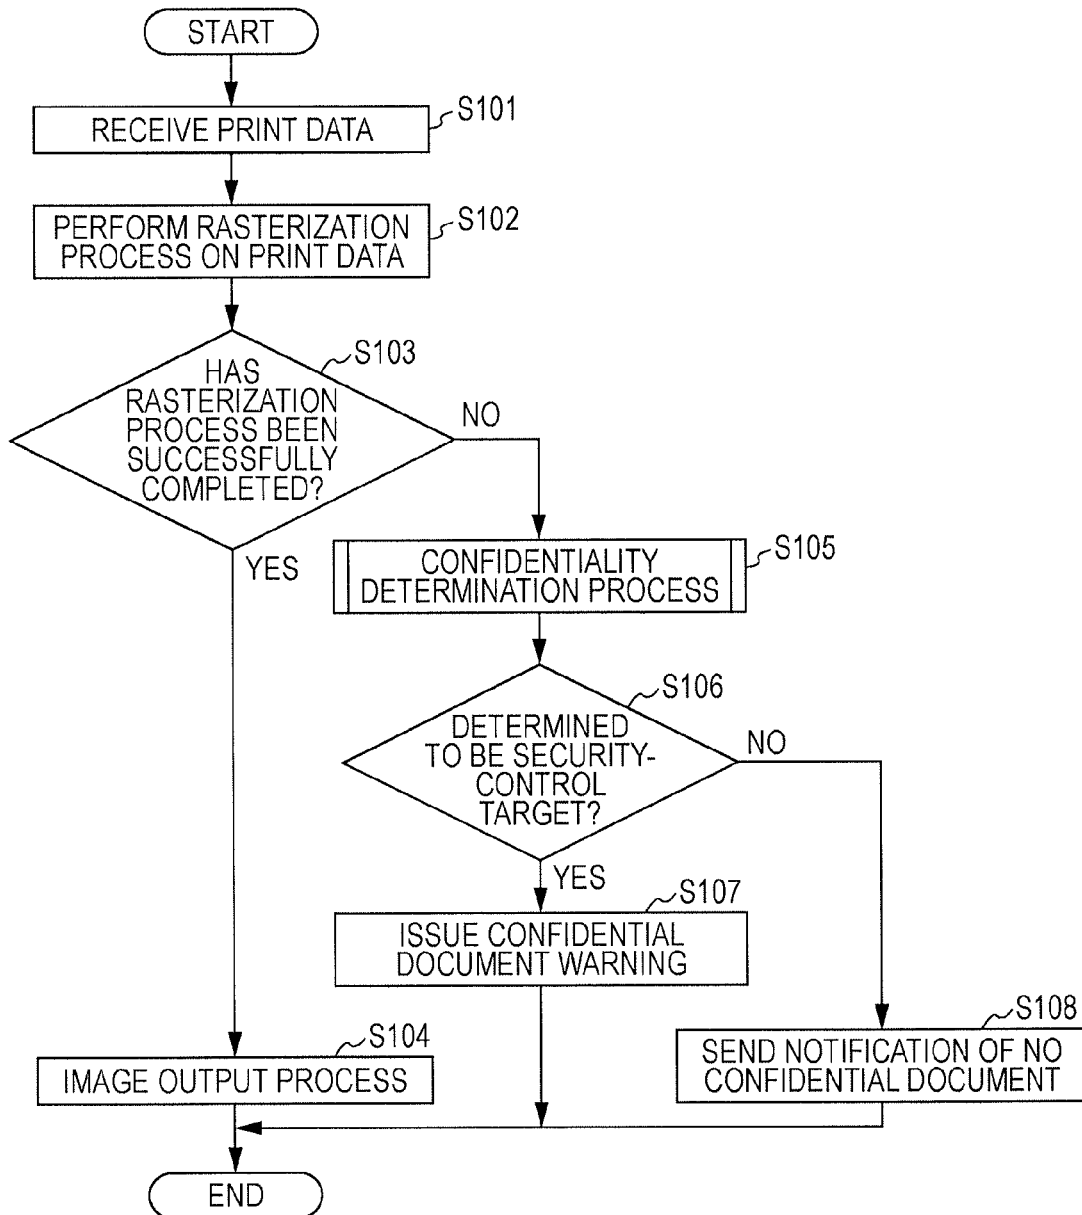 START
RECEIVE PRINT DATA
S101
PERFORM RASTERIZATION
PROCESS ON PRINT DATA
S102
HAS
RASTERIZATION
PROCESS BEEN
SUCCESSFULLY
COMPLETED?
S103
NO
YES
CONFIDENTIALITY
DETERMINATION PROCESS
S105
DETERMINED
TO BE SECURITY-
CONTROL
TARGET?
S106
NO
YES
ISSUE CONFIDENTIAL
DOCUMENT WARNING
S107
IMAGE OUTPUT PROCESS
S104
SEND NOTIFICATION OF NO
CONFIDENTIAL DOCUMENT
S108
END